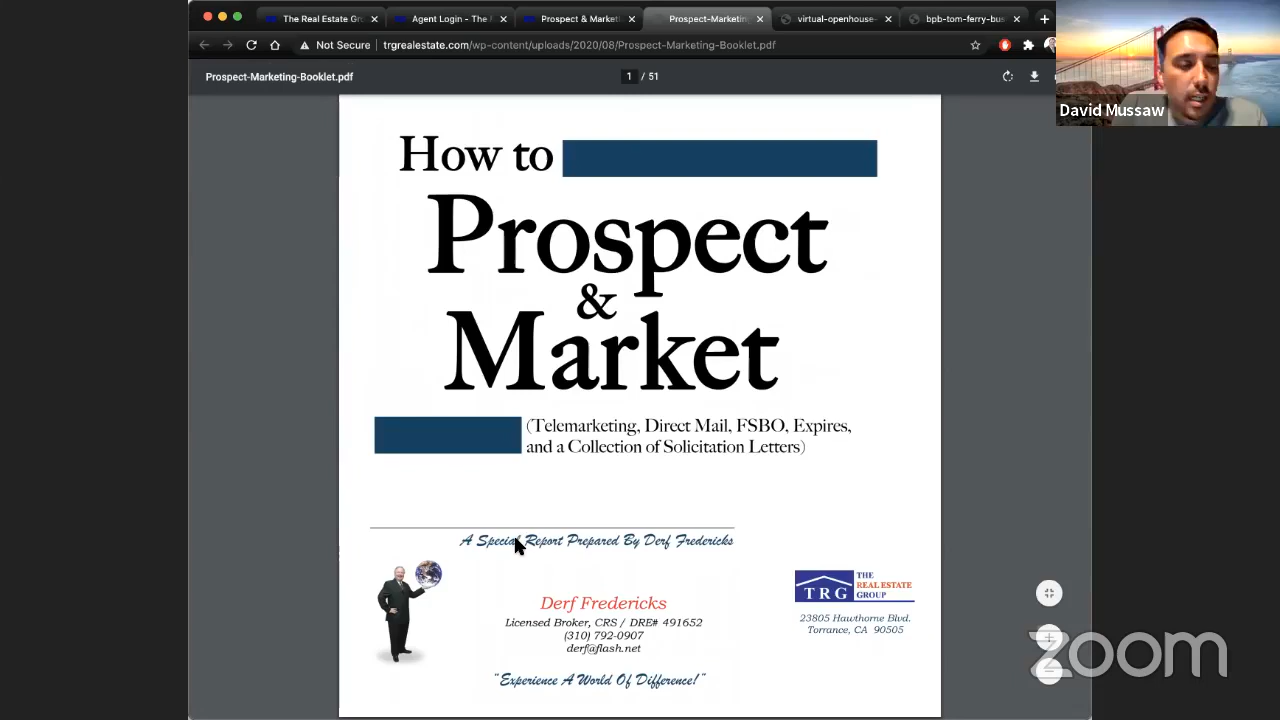 The Real Estate Gr
Agent Login - The
Prospect & Market
Prospect-Marketin
virtual-openhouse-
bpb-tom-ferry-bus
Not Secure
trgrealestate.com/wp-content/uploads/2020/08/Prospect-Marketing-Booklet.pdf
Prospect-Marketing-Booklet.pdf
1 / 51
David Mussaw
How to
Prospect
&
Market
(Telemarketing, Direct Mail, FSBO, Expires,
and a Collection of Solicitation Letters)
A Special Report Prepared By Derf Fredericks
Derf Fredericks
Licensed Broker, CRS / DRE# 491652
(310) 792-0907
derf@flash.net
"Experience A World Of Difference!"
TRG
THE
REAL ESTATE
GROUP
23805 Hawthorne Blvd.
Torrance, CA 90505
zoom